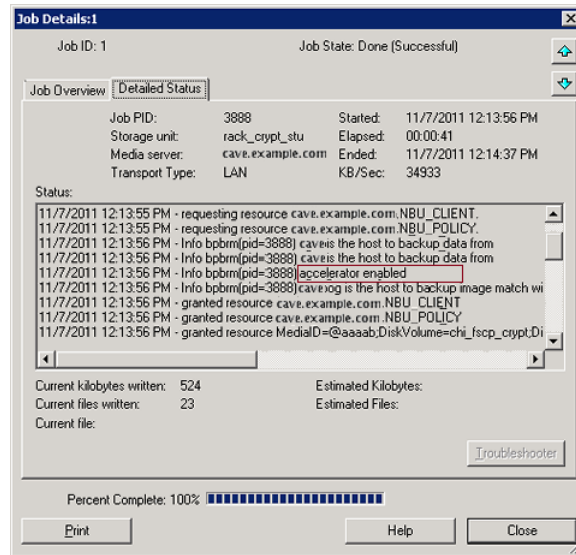 Job Details:1
Job ID: 1 Job State: Done (Successful)
Job Overview Detailed Status
Job PID: 3888 Started: 11/7/2011 12:13:56 PM
Storage unit: rack_crypt_stu Elapsed: 00:00:41
Media server: cave.example.com Ended: 11/7/2011 12:14:37 PM
Transport Type: LAN KB/Sec: 34933
Status:
11/7/2011 12:13:55 PM - requesting resource cave.example.com.NBU_CLIENT.
11/7/2011 12:13:55 PM - requesting resource cave.example.com.NBU_POLICY.
11/7/2011 12:13:56 PM - Info bpbrm(pid=3888) cave is the host to backup data from
11/7/2011 12:13:56 PM - Info bpbrm(pid=3888) cave is the host to backup data from
11/7/2011 12:13:56 PM - Info bpbrm(pid=3888) accelerator enabled
11/7/2011 12:13:56 PM - Info bpbrm(pid=3888) is the host to backup image match wi
11/7/2011 12:13:56 PM - granted resource cave.example.com.NBU_CLIENT
11/7/2011 12:13:56 PM - granted resource cave.example.com.NBU_POLICY
11/7/2011 12:13:56 PM - granted resource MediaID=@aaaab;DiskVolume=chi_fscp_crypt;Di
Current kilobytes written: 524 Estimated Kilobytes:
Current files written: 23 Estimated Files:
Current file:
Troubleshooter
Percent Complete: 100%
Print Help Close